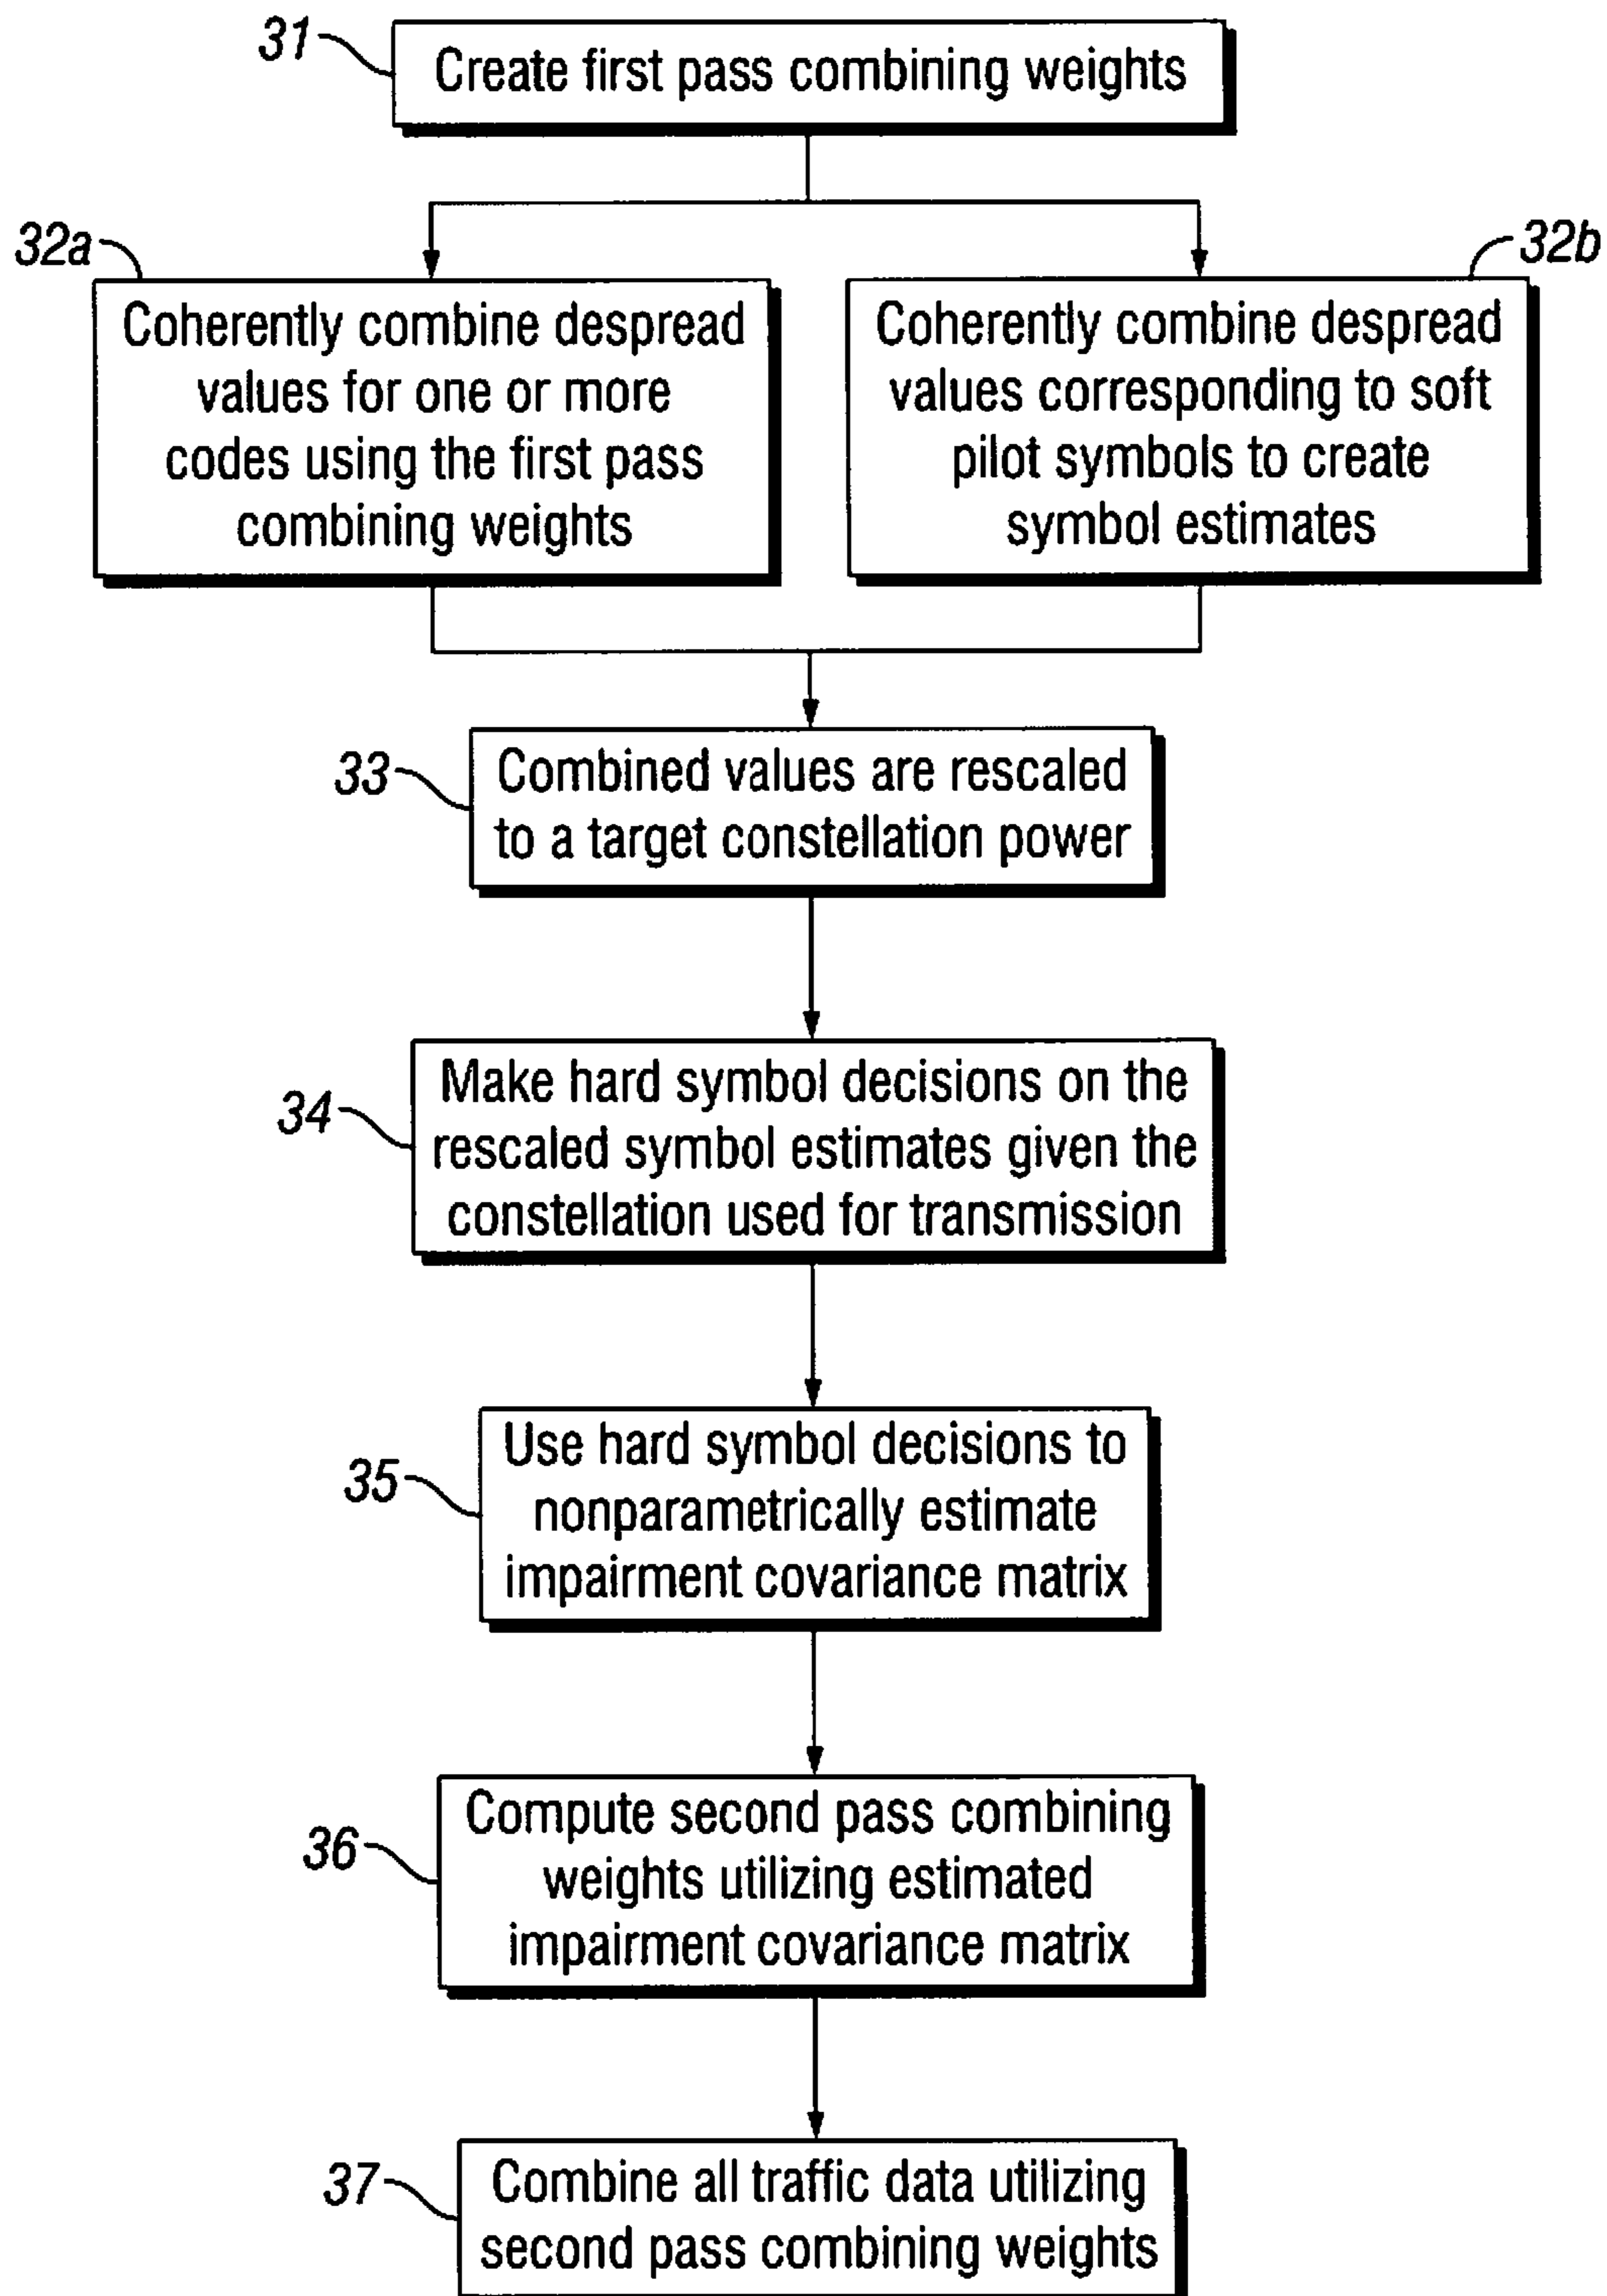 31
Create first pass combining weights
32a
32b
Coherently combine despread
values for one or more
codes using the first pass
combining weights
Coherently combine despread
values corresponding to soft
pilot symbols to create
symbol estimates
33
Combined values are rescaled
to a target constellation power
34
Make hard symbol decisions on the
rescaled symbol estimates given the
constellation used for transmission
35
Use hard symbol decisions to
nonparametrically estimate
impairment covariance matrix
36
Compute second pass combining
weights utilizing estimated
impairment covariance matrix
37
Combine all traffic data utilizing
second pass combining weights